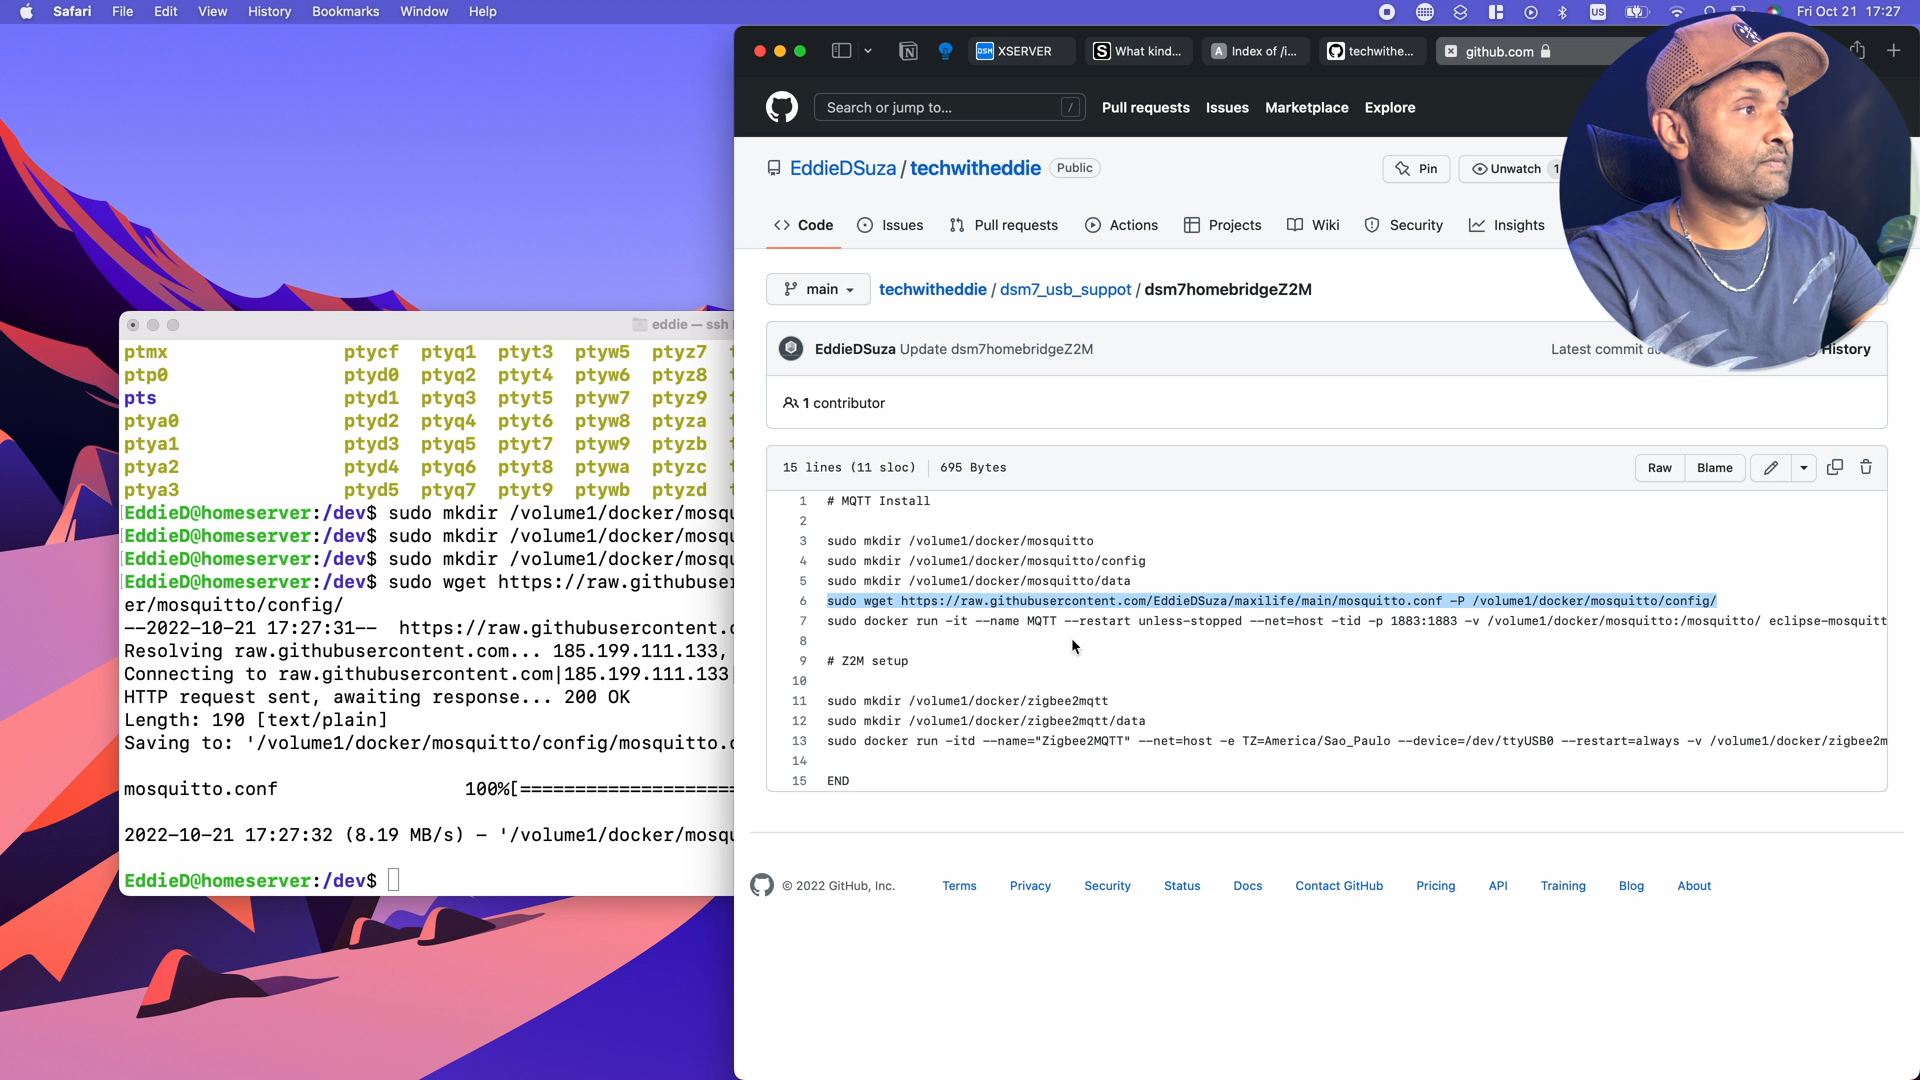 Safari File Edit View History Bookmarks Window Help
US
Fri Oct 21 17:27
DSM XSERVER
S What kind...
A Index of /i...
techwithe...
github.com
Search or jump to... /
Pull requests Issues Marketplace Explore
EddieDSuza / techwitheddie Public
Pin
Unwatch 1
Code Issues Pull requests Actions Projects Wiki Security Insights
main techwitheddie / dsm7_usb_suppot / dsm7homebridgeZ2M
EddieDSuza Update dsm7homebridgeZ2M
Latest commit
History
1 contributor
15 lines (11 sloc) 695 Bytes
Raw Blame
1 # MQTT Install
2
3 sudo mkdir /volume1/docker/mosquitto
4 sudo mkdir /volume1/docker/mosquitto/config
5 sudo mkdir /volume1/docker/mosquitto/data
6 sudo wget https://raw.githubusercontent.com/EddieDSuza/maxilife/main/mosquitto.conf -P /volume1/docker/mosquitto/config/
7 sudo docker run -it --name MQTT --restart unless-stopped --net=host -tid -p 1883:1883 -v /volume1/docker/mosquitto:/mosquitto/ eclipse-mosquitt
8
9 # Z2M setup
10
11 sudo mkdir /volume1/docker/zigbee2mqtt
12 sudo mkdir /volume1/docker/zigbee2mqtt/data
13 sudo docker run -itd --name="Zigbee2MQTT" --net=host -e TZ=America/Sao_Paulo --device=/dev/ttyUSB0 --restart=always -v /volume1/docker/zigbee2m
14
15 END
© 2022 GitHub, Inc. Terms Privacy Security Status Docs Contact GitHub Pricing API Training Blog About
eddie — ssh
ptmx ptycf ptyq1 ptyt3 ptyw5 ptyz7
ptp0 ptyd0 ptyq2 ptyt4 ptyw6 ptyz8
pts ptyd1 ptyq3 ptyt5 ptyw7 ptyz9
ptya0 ptyd2 ptyq4 ptyt6 ptyw8 ptyza
ptya1 ptyd3 ptyq5 ptyt7 ptyw9 ptyzb
ptya2 ptyd4 ptyq6 ptyt8 ptywa ptyzc
ptya3 ptyd5 ptyq7 ptyt9 ptywb ptyzd
[EddieD@homeserver:/dev$ sudo mkdir /volume1/docker/mosqu
[EddieD@homeserver:/dev$ sudo mkdir /volume1/docker/mosqu
[EddieD@homeserver:/dev$ sudo mkdir /volume1/docker/mosqu
[EddieD@homeserver:/dev$ sudo wget https://raw.githubuser
er/mosquitto/config/
--2022-10-21 17:27:31-- https://raw.githubusercontent.c
Resolving raw.githubusercontent.com... 185.199.111.133,
Connecting to raw.githubusercontent.com|185.199.111.133|
HTTP request sent, awaiting response... 200 OK
Length: 190 [text/plain]
Saving to: '/volume1/docker/mosquitto/config/mosquitto.c
mosquitto.conf 100%[====================
2022-10-21 17:27:32 (8.19 MB/s) - '/volume1/docker/mosqu
EddieD@homeserver:/dev$